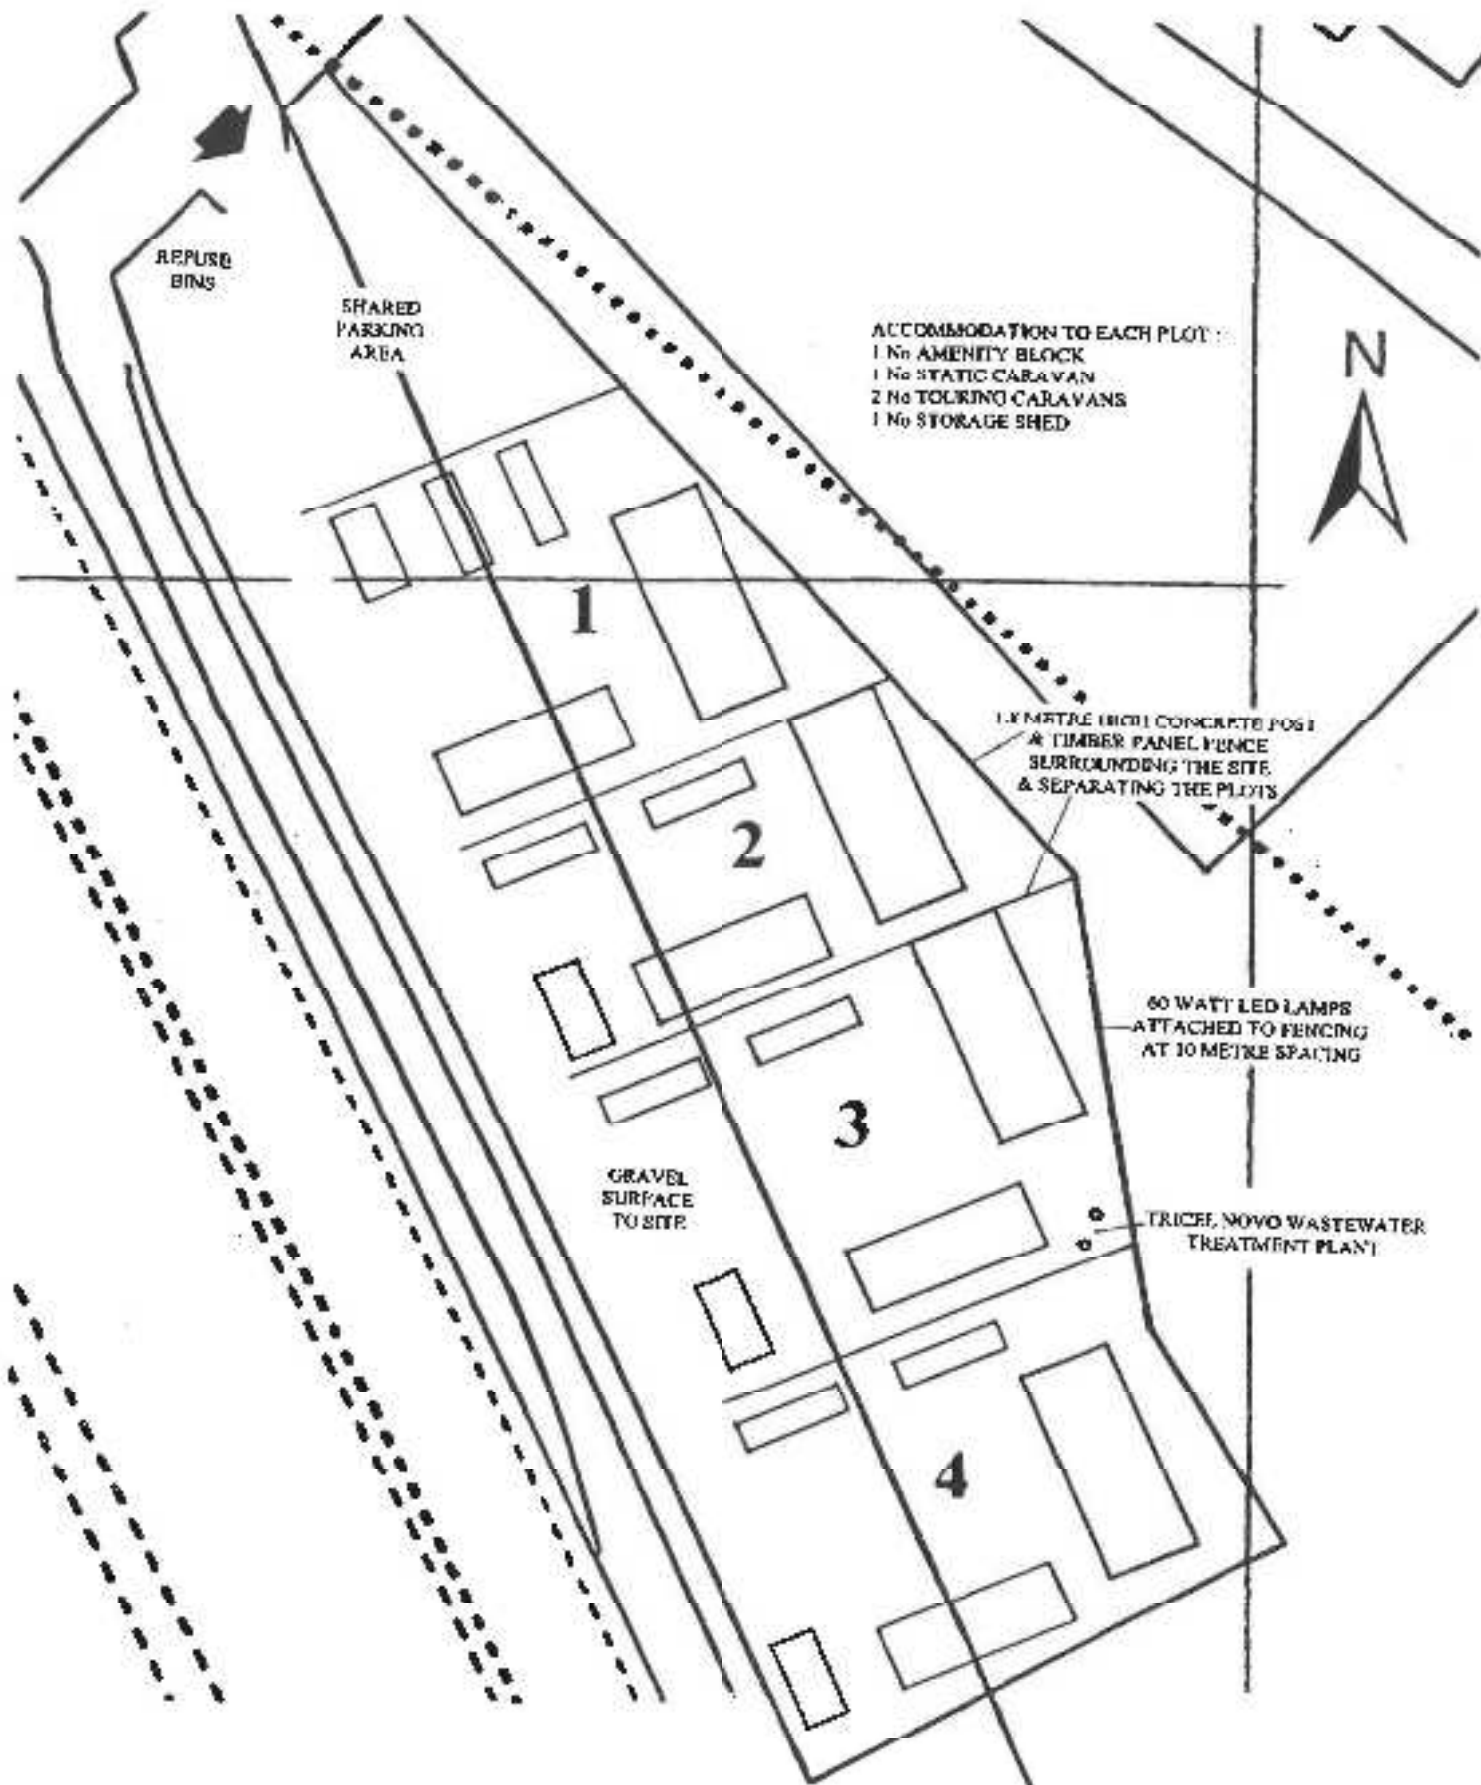 REFUSE
BINS
SHARED
PARKING
AREA
ACCOMMODATION TO EACH PLOT :
1 No AMENITY BLOCK
1 No STATIC CARAVAN
2 No TOURING CARAVANS
1 No STORAGE SHED
N
1
METRE HIGH CONCRETE POST
& TIMBER PANEL FENCE
SURROUNDING THE SITE
& SEPARATING THE PLOTS
2
60 WATT LED LAMPS
ATTACHED TO FENCING
AT 10 METRE SPACING
3
GRAVEL
SURFACE
TO SITE
TRICEL NOVO WASTEWATER
TREATMENT PLANT
4